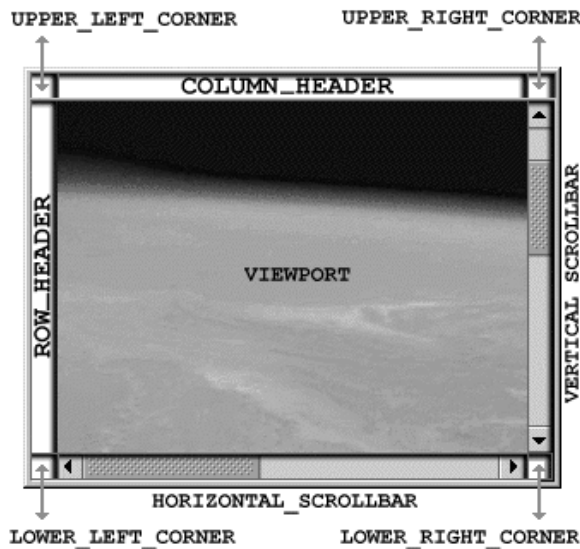 UPPER_LEFT_CORNER
UPPER_RIGHT_CORNER
COLUMN_HEADER
ROW_HEADER
VIEWPORT
VERTICAL SCROLLBAR
HORIZONTAL_SCROLLBAR
LOWER_LEFT_CORNER
LOWER_RIGHT_CORNER